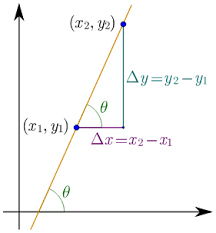 (x₂, y₂)
Δy=y₂−y₁
(x₁, y₁)
θ
Δx=x₂−x₁
θ